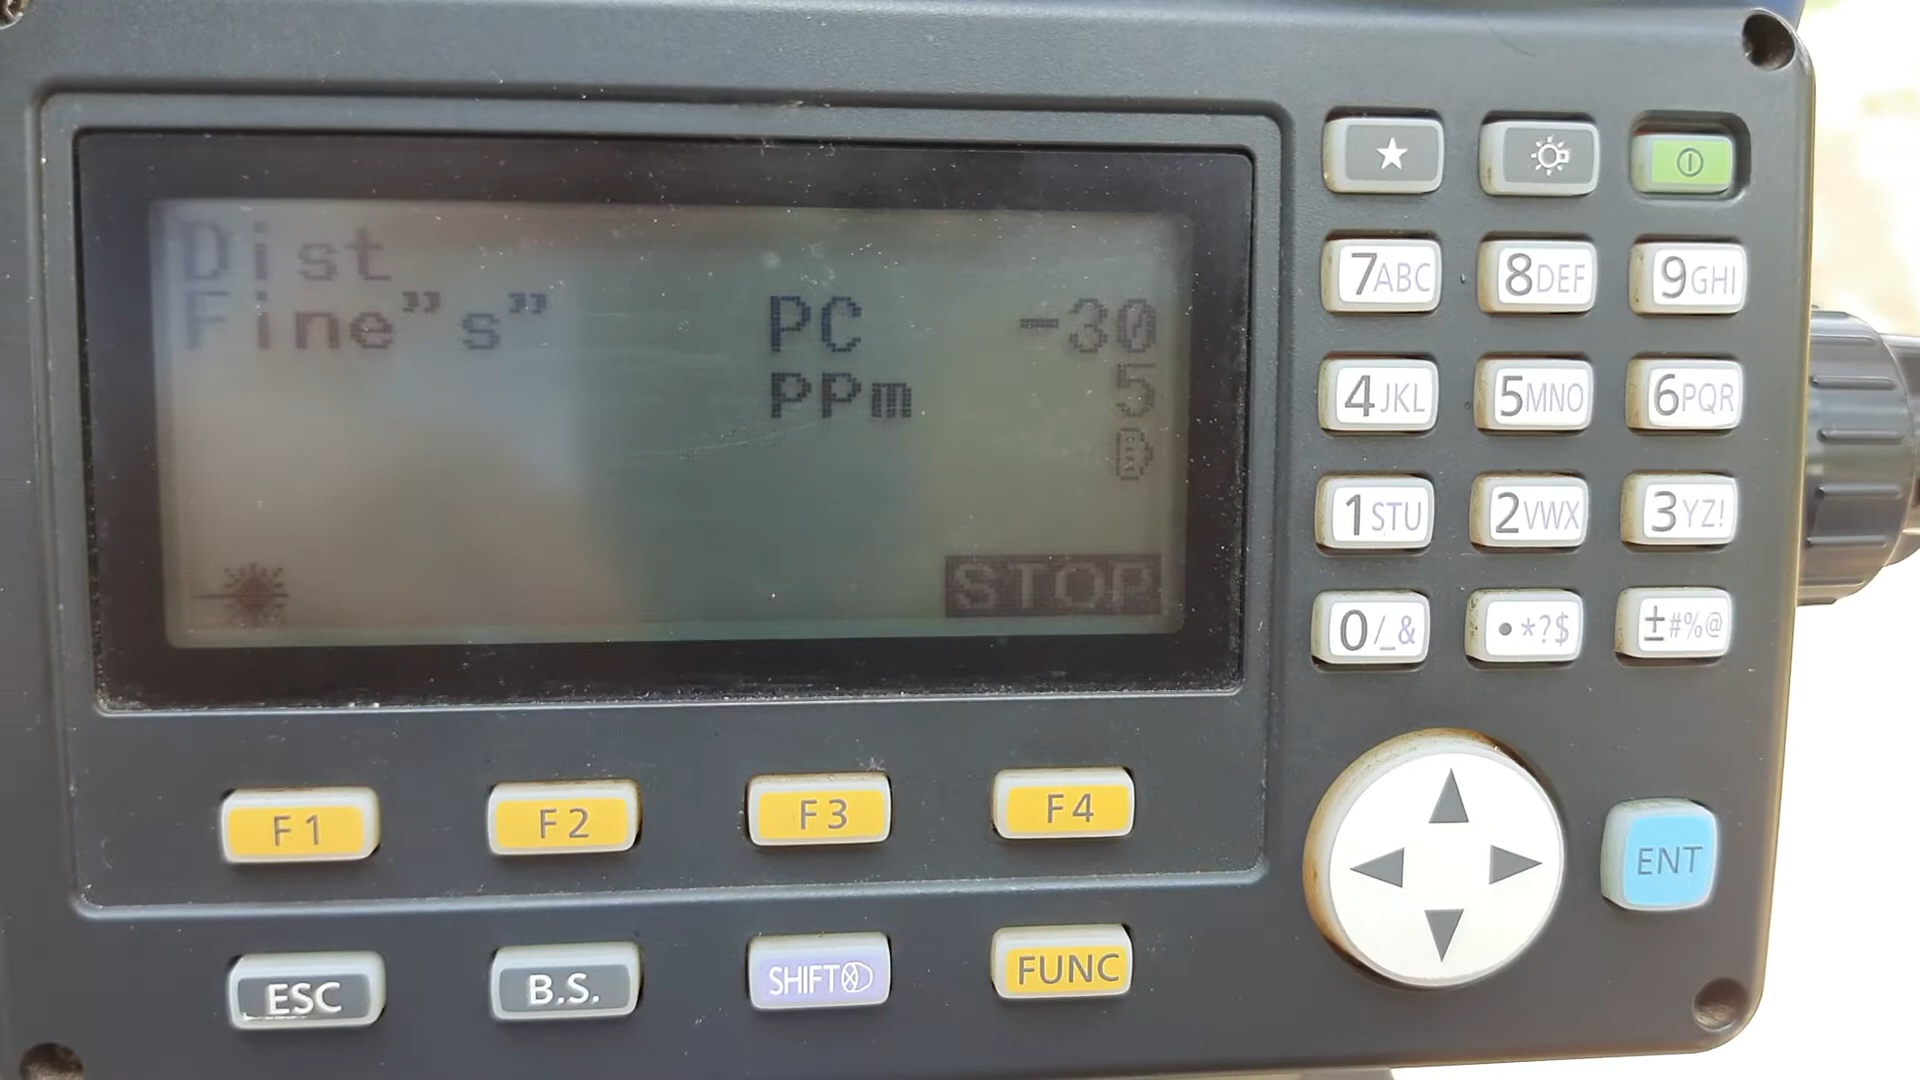 Dist
Fine"s" PC -30
PPm 5
STOP
7ABC 8DEF 9GHI
4JKL 5MNO 6PQR
1STU 2VWX 3YZ!
0/_& •*?$ ±#%@
F1 F2 F3 F4
ENT
ESC B.S. SHIFT FUNC